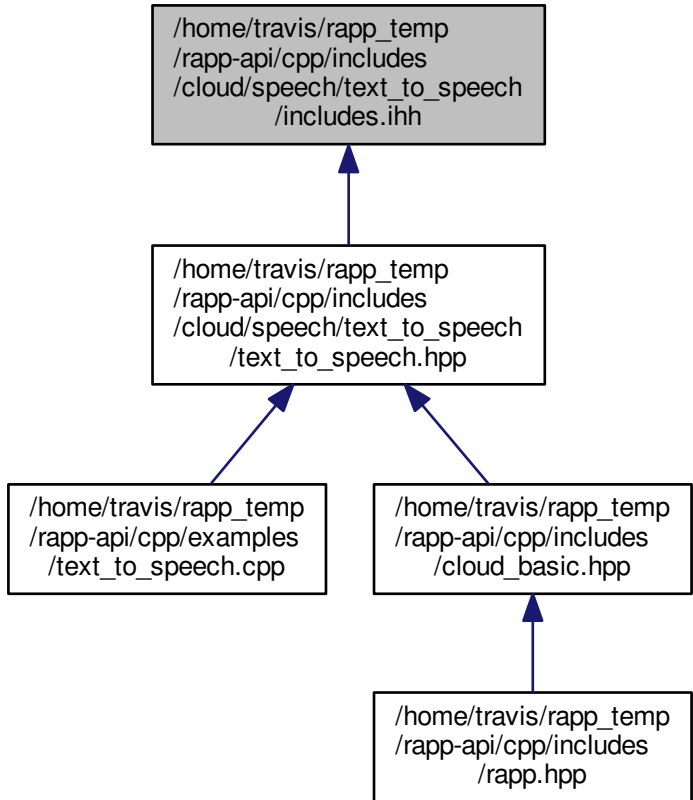 /home/travis/rapp_temp
/rapp-api/cpp/includes
/cloud/speech/text_to_speech
/includes.ihh
/home/travis/rapp_temp
/rapp-api/cpp/includes
/cloud/speech/text_to_speech
/text_to_speech.hpp
/home/travis/rapp_temp
/rapp-api/cpp/examples
/text_to_speech.cpp
/home/travis/rapp_temp
/rapp-api/cpp/includes
/cloud_basic.hpp
/home/travis/rapp_temp
/rapp-api/cpp/includes
/rapp.hpp